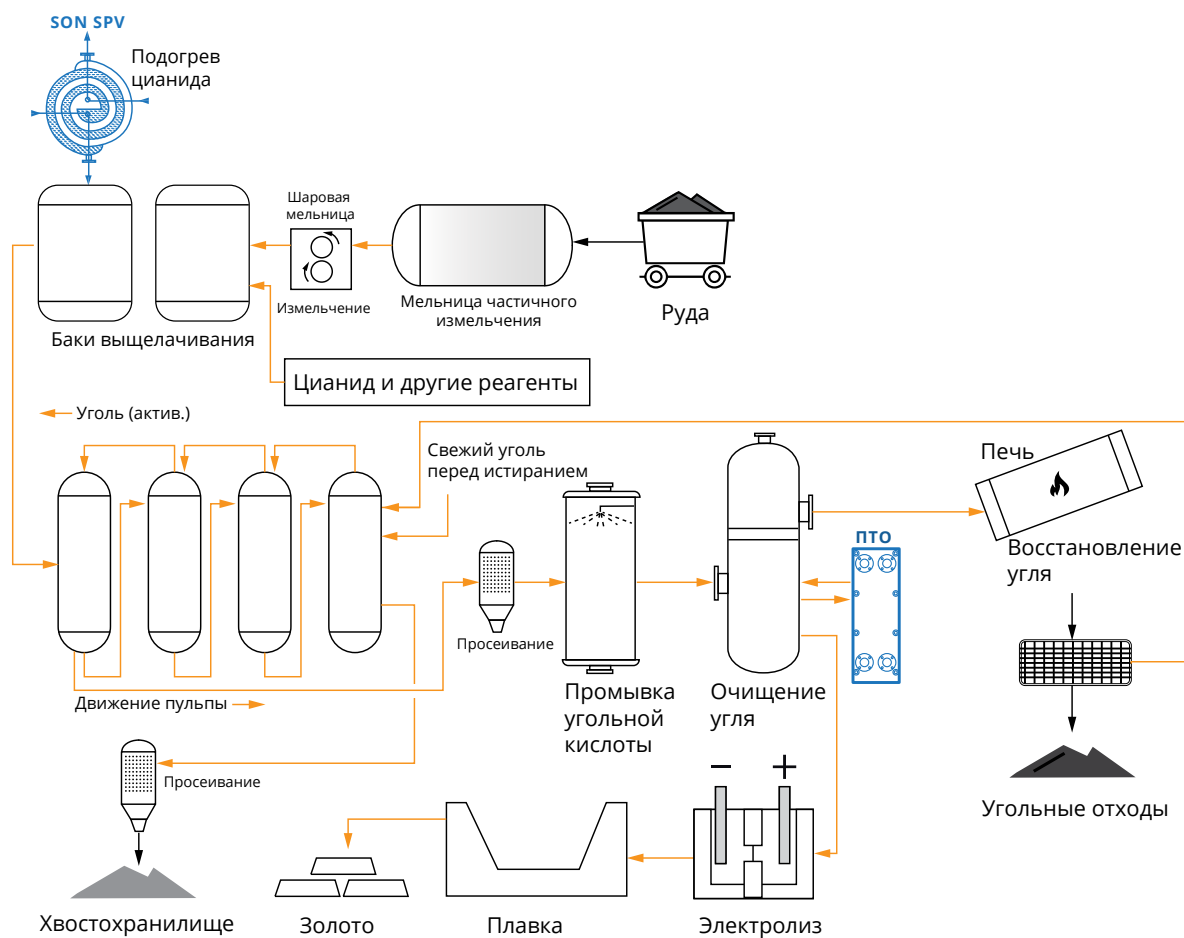 SON SPV
Подогрев
цианида
Шаровая
мельница
Измельчение
Мельница частичного
измельчения
Руда
Баки выщелачивания
Цианид и другие реагенты
Уголь (актив.)
Свежий уголь
перед истиранием
Печь
ПТО
Восстановление
угля
Просеивание
Движение пульпы
Промывка
угольной
кислоты
Очищение
угля
Просеивание
− +
Угольные отходы
Хвостохранилище
Золото
Плавка
Электролиз